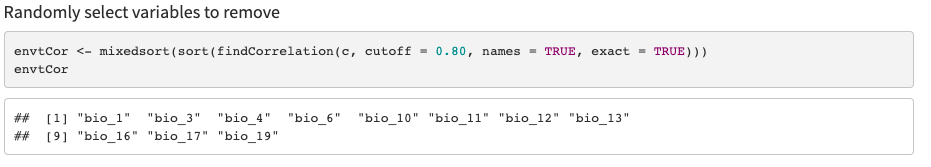 Randomly select variables to remove
envtCor <- mixedsort(sort(findCorrelation(c, cutoff = 0.80, names = TRUE, exact = TRUE)))
envtCor
##  [1] "bio_1"  "bio_3"  "bio_4"  "bio_6"  "bio_10" "bio_11" "bio_12" "bio_13"
##  [9] "bio_16" "bio_17" "bio_19"